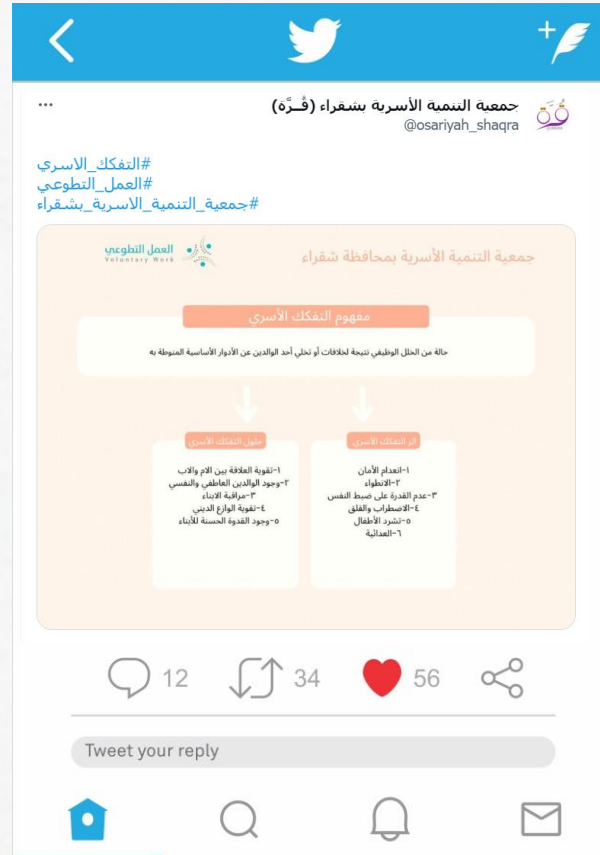 جمعية التنمية الأسرية بشقراء (قُــرَّة)
@osariyah_shaqra
#التفكك_الاسري
#العمل_التطوعي
#جمعية_التنمية_الاسرية_بشقراء
جمعية التنمية الأسرية بمحافظة شقراء
العمل التطوعي
Voluntary Work
مفهوم التفكك الأسري
حالة من الخلل الوظيفي نتيجة لخلافات أو تخلي أحد الوالدين عن الأدوار الأساسية المنوطة به
اثر التفكك الأسري
١-انعدام الأمان
٢-الانطواء
٣-عدم القدرة على ضبط النفس
٤-الاضطراب والقلق
٥-تشرد الأطفال
٦-العدائية
حلول التفكك الأسري
١-تقوية العلاقة بين الام والاب
٢-وجود الوالدين العاطفي والنفسي
٣-مراقبة الابناء
٤-تقوية الوازع الديني
٥-وجود القدوة الحسنة للأبناء
12
34
56
Tweet your reply